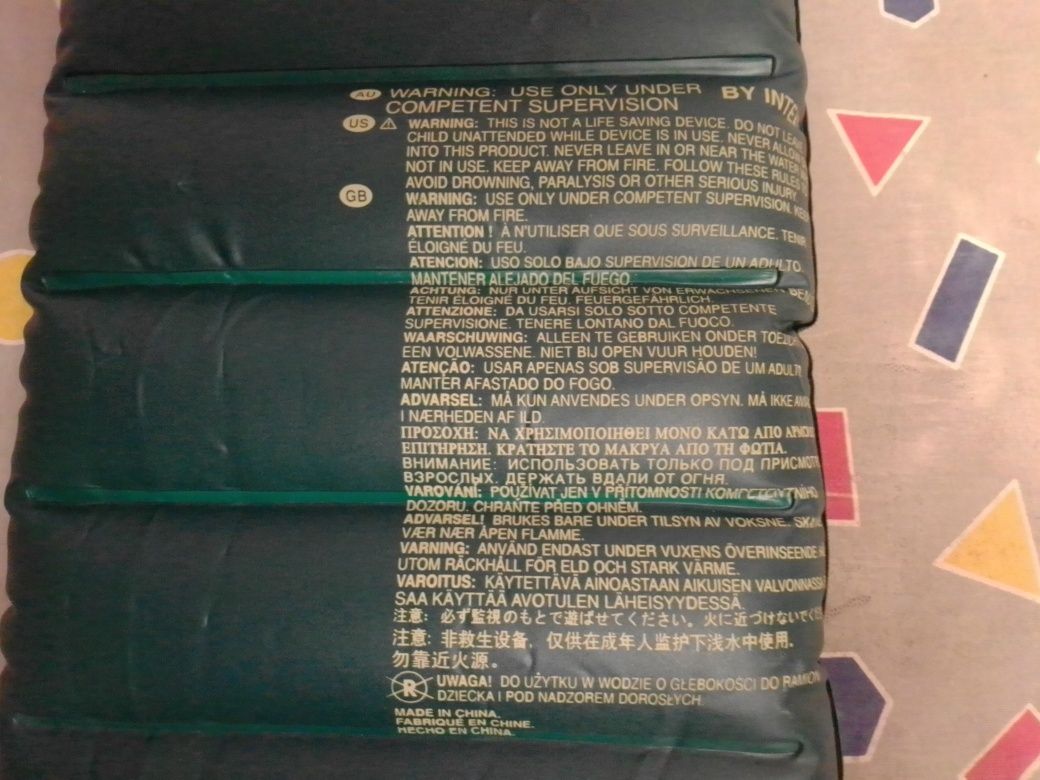 AU WARNING: USE ONLY UNDER BY INTEX
COMPETENT SUPERVISION
US WARNING: THIS IS NOT A LIFE SAVING DEVICE. DO NOT LEAVE
CHILD UNATTENDED WHILE DEVICE IS IN USE. NEVER ALLOW
INTO THIS PRODUCT. NEVER LEAVE IN OR NEAR THE WATER
NOT IN USE. KEEP AWAY FROM FIRE. FOLLOW THESE RULES TO
AVOID DROWNING, PARALYSIS OR OTHER SERIOUS INJURY.
GB WARNING: USE ONLY UNDER COMPETENT SUPERVISION. KEEP
AWAY FROM FIRE.
ATTENTION ! À N'UTILISER QUE SOUS SURVEILLANCE. TENIR
ÉLOIGNÉ DU FEU.
ATENCION: USO SOLO BAJO SUPERVISION DE UN ADULTO.
MANTENER ALEJADO DEL FUEGO
ACHTUNG: NUR UNTER AUFSICHT VON ERWACHSENEN
TENIR ÉLOIGNÉ DU FEU. FEUERGEFÄHRLICH.
ATTENZIONE: DA USARSI SOLO SOTTO COMPETENTE
SUPERVISIONE. TENERE LONTANO DAL FUOCO.
WAARSCHUWING: ALLEEN TE GEBRUIKEN ONDER
EEN VOLWASSENE. NIET BIJ OPEN VUUR HOUDEN!
ATENÇÃO: USAR APENAS SOB SUPERVISÃO DE UM ADULTO.
MANTER AFASTADO DO FOGO.
ADVARSEL: MÅ KUN ANVENDES UNDER OPSYN. MÅ IKKE
I NÆRHEDEN AF ILD.
ΠΡΟΣΟΧΗ: ΝΑ ΧΡΗΣΙΜΟΠΟΙΗΘΕΙ ΜΟΝΟ ΚΑΤΩ ΑΠΟ
ΕΠΙΤΗΡΗΣΗ. ΚΡΑΤΗΣΤΕ ΤΟ ΜΑΚΡΥΑ ΑΠΟ ΤΗ ΦΩΤΙΑ.
ВНИМАНИЕ: ИСПОЛЬЗОВАТЬ ТОЛЬКО ПОД ПРИСМОТ
ВЗРОСЛЫХ. ДЕРЖАТЬ ВДАЛИ ОТ ОГНЯ.
VAROVÁNÍ: POUŽÍVAT JEN V PŘÍTOMNOSTI KOMPETENTNÍHO
DOZORU. CHRAŇTE PŘED OHNĚM.
ADVARSEL! BRUKES BARE UNDER TILSYN AV VOKSNE.
VÆR NÆR ÅPEN FLAMME.
VARNING: ANVÄND ENDAST UNDER VUXENS ÖVERINSEENDE
UTOM RÄCKHÅLL FÖR ELD OCH STARK VÄRME.
VAROITUS: KÄYTETTÄVÄ AINOASTAAN AIKUISEN VALVONNASSA
SAA KÄYTTÄÄ AVOTULEN LÄHEISYYDESSÄ
注意: 必ず監視のもとで遊ばせてください。火に近づけないでくだ
注意: 非救生设备，仅供在成年人监护下浅水中使用.
勿靠近火源。
R UWAGA! DO UŻYTKU W WODZIE O GŁĘBOKOŚCI DO RAMION
DZIECKA I POD NADZOREM DOROSŁYCH
MADE IN CHINA.
FABRIQUÉ EN CHINE.
HECHO EN CHINA.